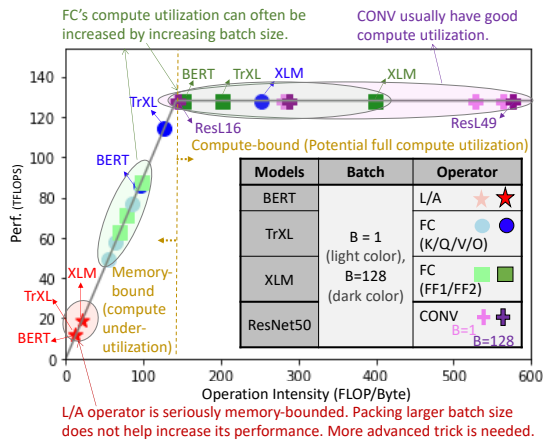 FC's compute utilization can often be
increased by increasing batch size.
CONV usually have good
compute utilization.
BERT
TrXL
XLM
XLM
TrXL
ResL16
ResL49
Compute-bound (Potential full compute utilization)
BERT
Memory-
bound
(compute
under-
utilization)
XLM
TrXL
BERT
Models
Batch
Operator
BERT
TrXL
XLM
ResNet50
B = 1
(light color),
B=128
(dark color)
L/A
FC
(K/Q/V/O)
FC
(FF1/FF2)
CONV
B=1
B=128
Perf. (TFLOPS)
140
120
100
80
60
40
20
0
0
100
200
300
400
500
600
Operation Intensity (FLOP/Byte)
L/A operator is seriously memory-bounded. Packing larger batch size
does not help increase its performance. More advanced trick is needed.